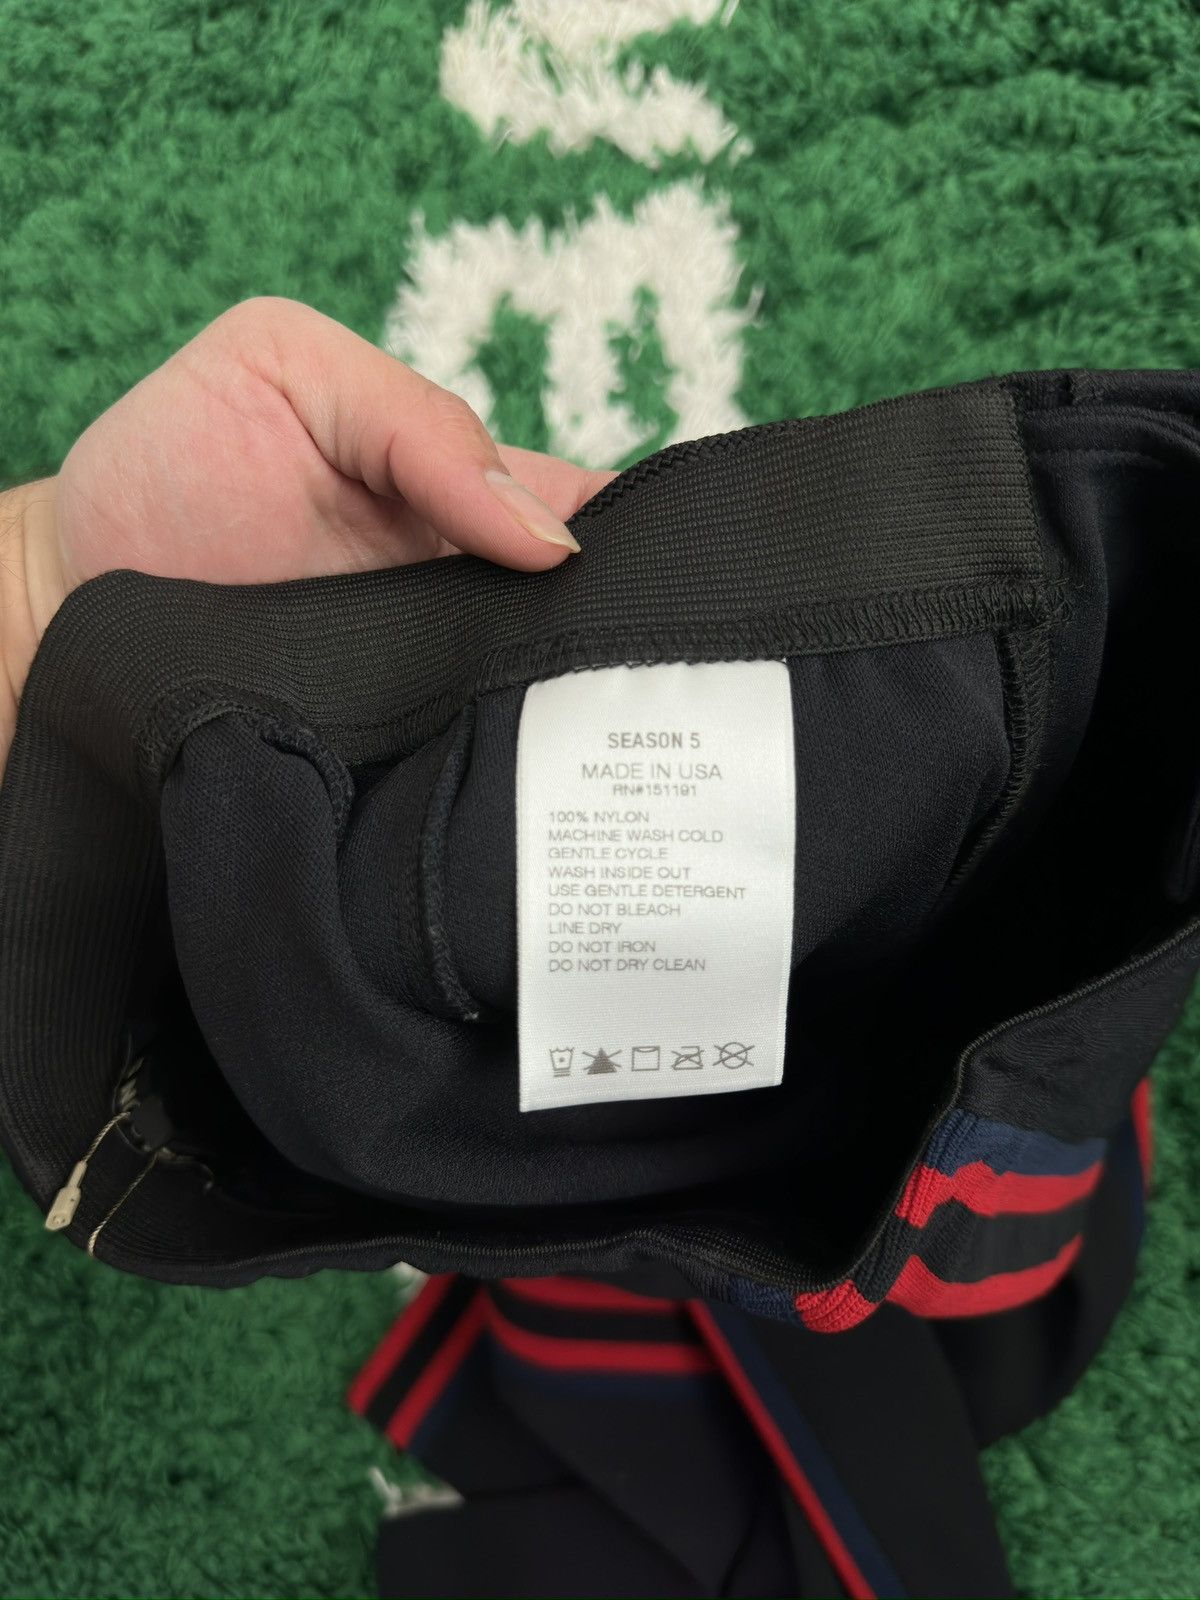 SEASON 5
MADE IN USA
RN#151191
100% NYLON
MACHINE WASH COLD
GENTLE CYCLE
WASH INSIDE OUT
USE GENTLE DETERGENT
DO NOT BLEACH
LINE DRY
DO NOT IRON
DO NOT DRY CLEAN